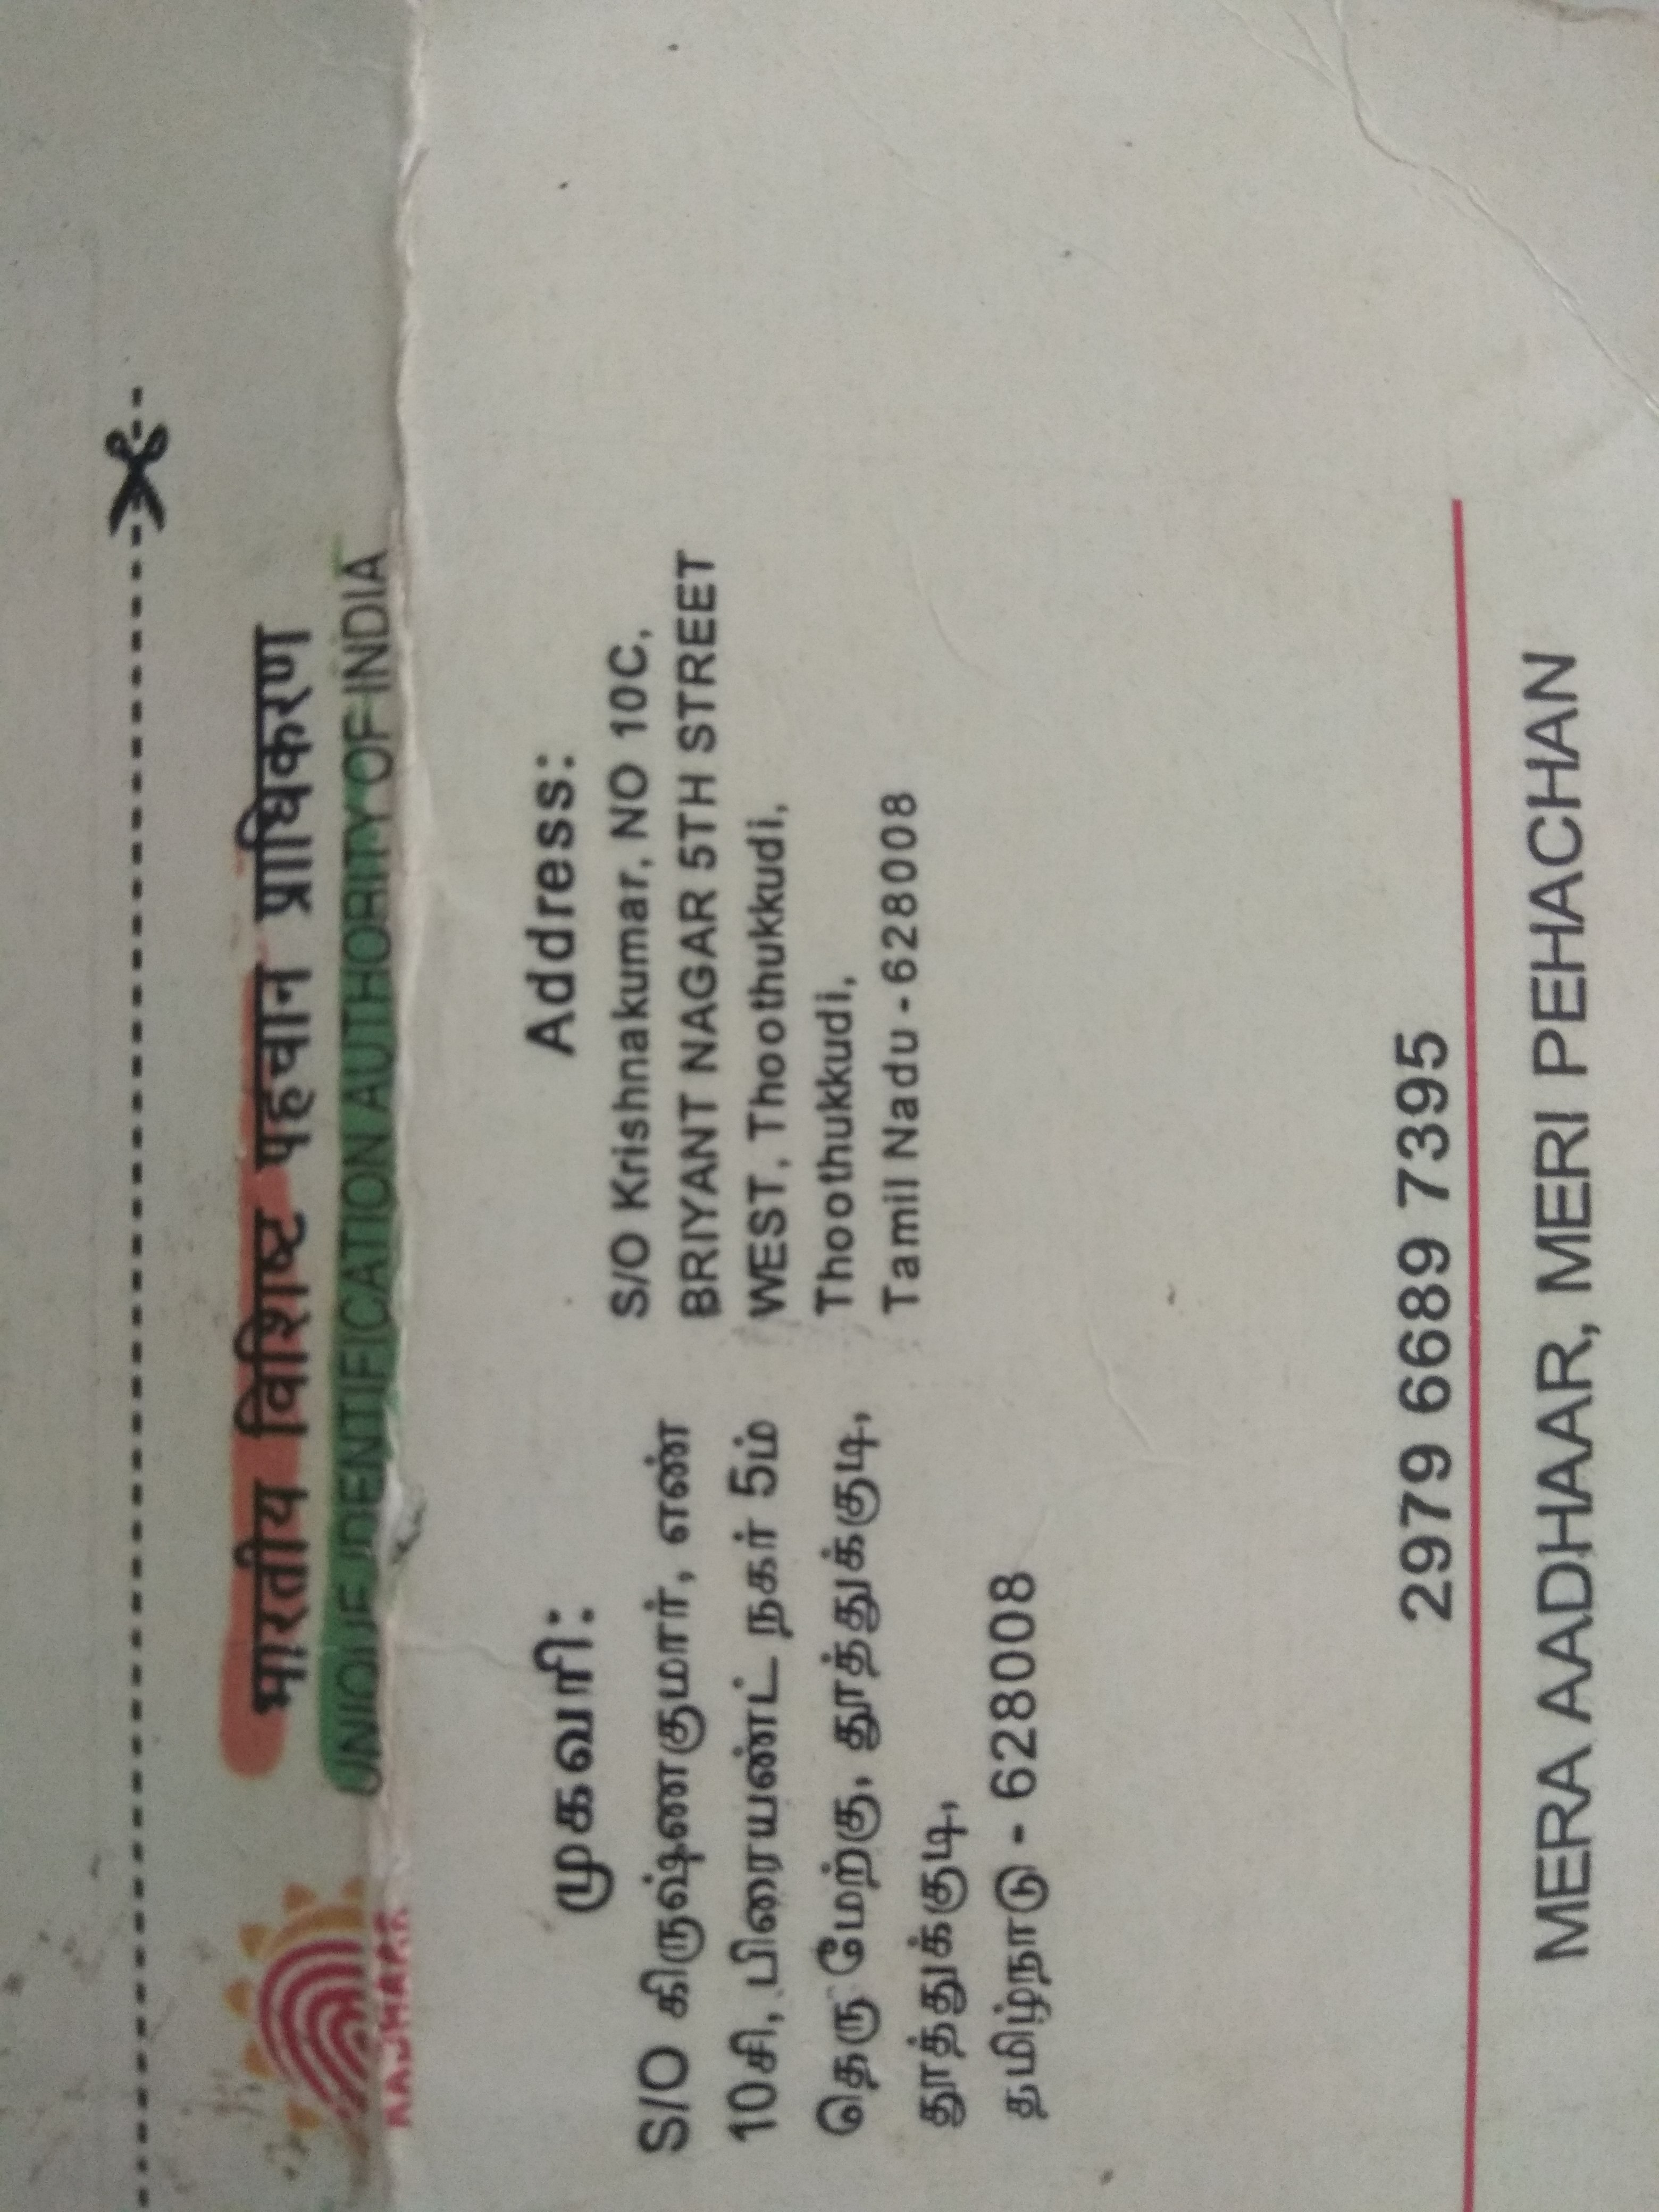 भारतीय विशिष्ट पहचान प्राधिकरण
UNIQUE IDENTIFICATION AUTHORITY OF INDIA
AADHAAR
முகவரி:
S/O கிருஷ்ணகுமார், எண்
10சி, பிரையண்ட் நகர் 5ம்
தெரு மேற்கு, தூத்துக்குடி,
தூத்துக்குடி,
தமிழ்நாடு - 628008
Address:
S/O Krishnakumar, NO 10C,
BRIYANT NAGAR 5TH STREET
WEST, Thoothukkudi,
Thoothukkudi,
Tamil Nadu - 628008
2979 6689 7395
MERA AADHAAR, MERI PEHACHAN